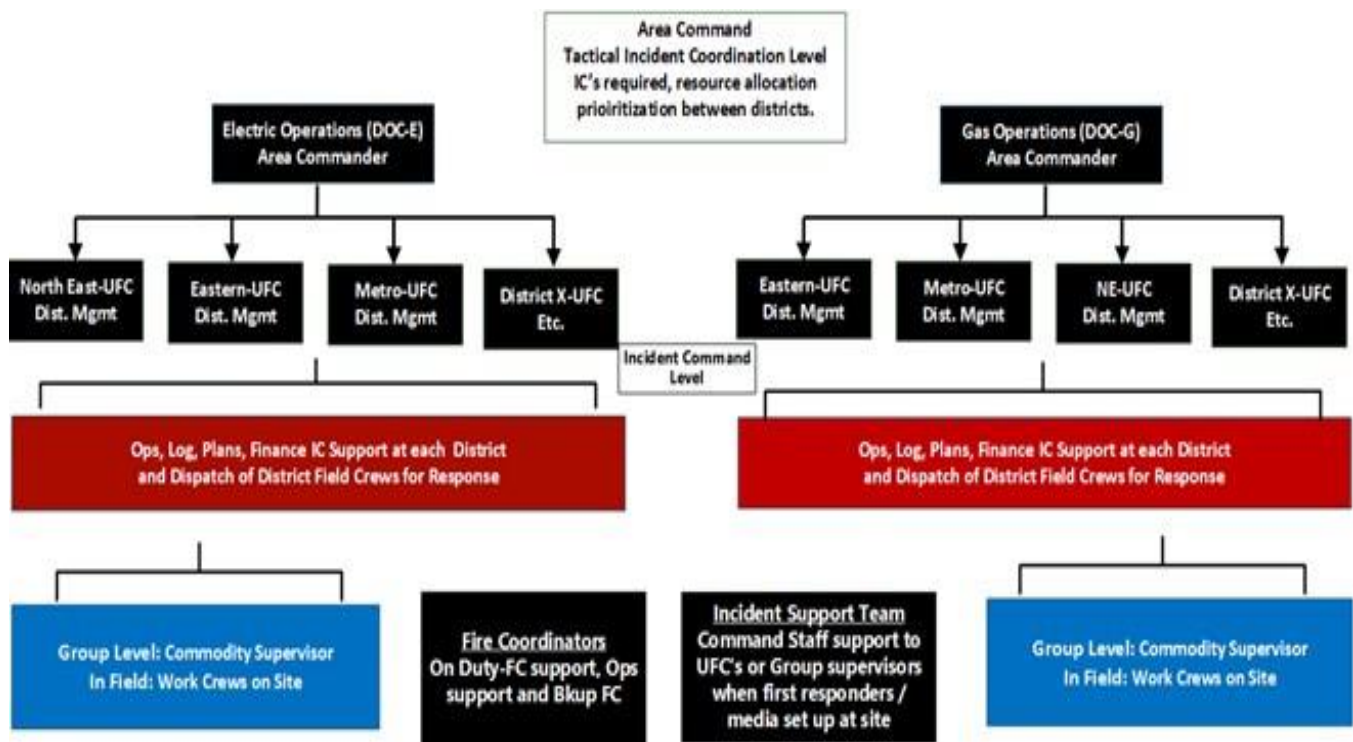 Area Command
Tactical Incident Coordination Level
IC's required, resource allocation
prioiritization between districts.
Electric Operations (DOC-E)
Area Commander
Gas Operations (DOC-G)
Area Commander
North East-UFC
Dist. Mgmt
Eastern-UFC
Dist. Mgmt
Metro-UFC
Dist. Mgmt
District X-UFC
Etc.
Eastern-UFC
Dist. Mgmt
Metro-UFC
Dist. Mgmt
NE-UFC
Dist. Mgmt
District X-UFC
Etc.
Incident Command
Level
Ops, Log, Plans, Finance IC Support at each District
and Dispatch of District Field Crews for Response
Ops, Log, Plans, Finance IC Support at each District
and Dispatch of District Field Crews for Response
Group Level: Commodity Supervisor
In Field: Work Crews on Site
Fire Coordinators
On Duty-FC support, Ops
support and Bkup FC
Incident Support Team
Command Staff support to
UFC's or Group supervisors
when first responders /
media set up at site
Group Level: Commodity Supervisor
In Field: Work Crews on Site